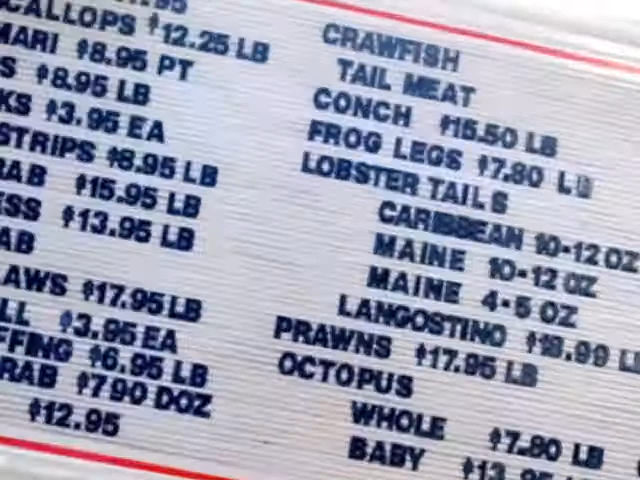 CALLOPS $12.25 LB
MARI $8.95 PT
S $8.95 LB
KS $3.95 EA
STRIPS $8.95 LB
RAB $15.95 LB
ESS $13.95 LB
AB
LAWS $17.95 LB
LL $3.95 EA
FFING $6.95 LB
RAB $7.90 DOZ
$12.95
CRAWFISH
TAIL MEAT
CONCH $15.50 LB
FROG LEGS $7.80 LB
LOBSTER TAILS
CARIBBEAN 10-12 OZ
MAINE 10-12 OZ
MAINE 4-5 OZ
LANGOSTINO
PRAWNS $17.95 LB
OCTOPUS
WHOLE $7.80 LB
BABY